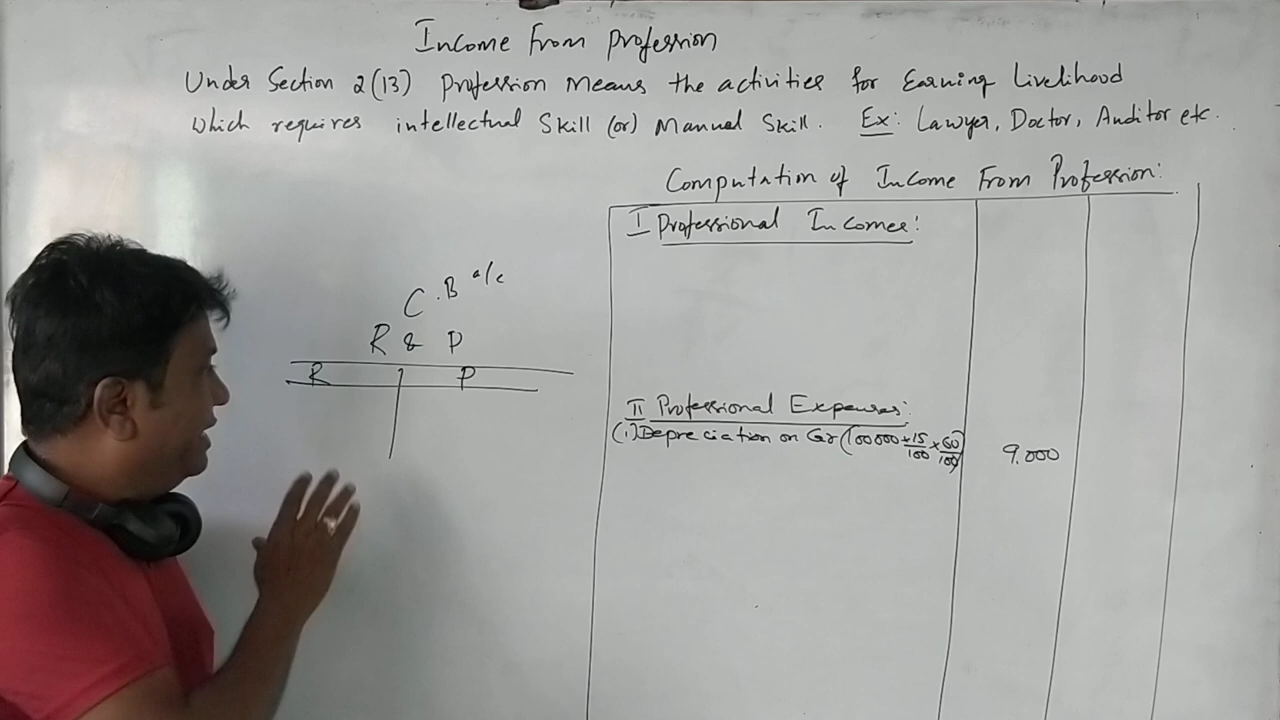 Income From Profession
Under Section 2(13) Profession Means the activities for Earning Livelihood
Which requires intellectual Skill (or) Manual Skill. Ex: Lawyer, Doctor, Auditor etc.
Computation of Income From Profession:
I Professional Incomes:
C.B a/c
R & P
R P
II Professional Expenses:
(i) Depreciation on Car (100000 × 15/100 × 60/100) 9.000